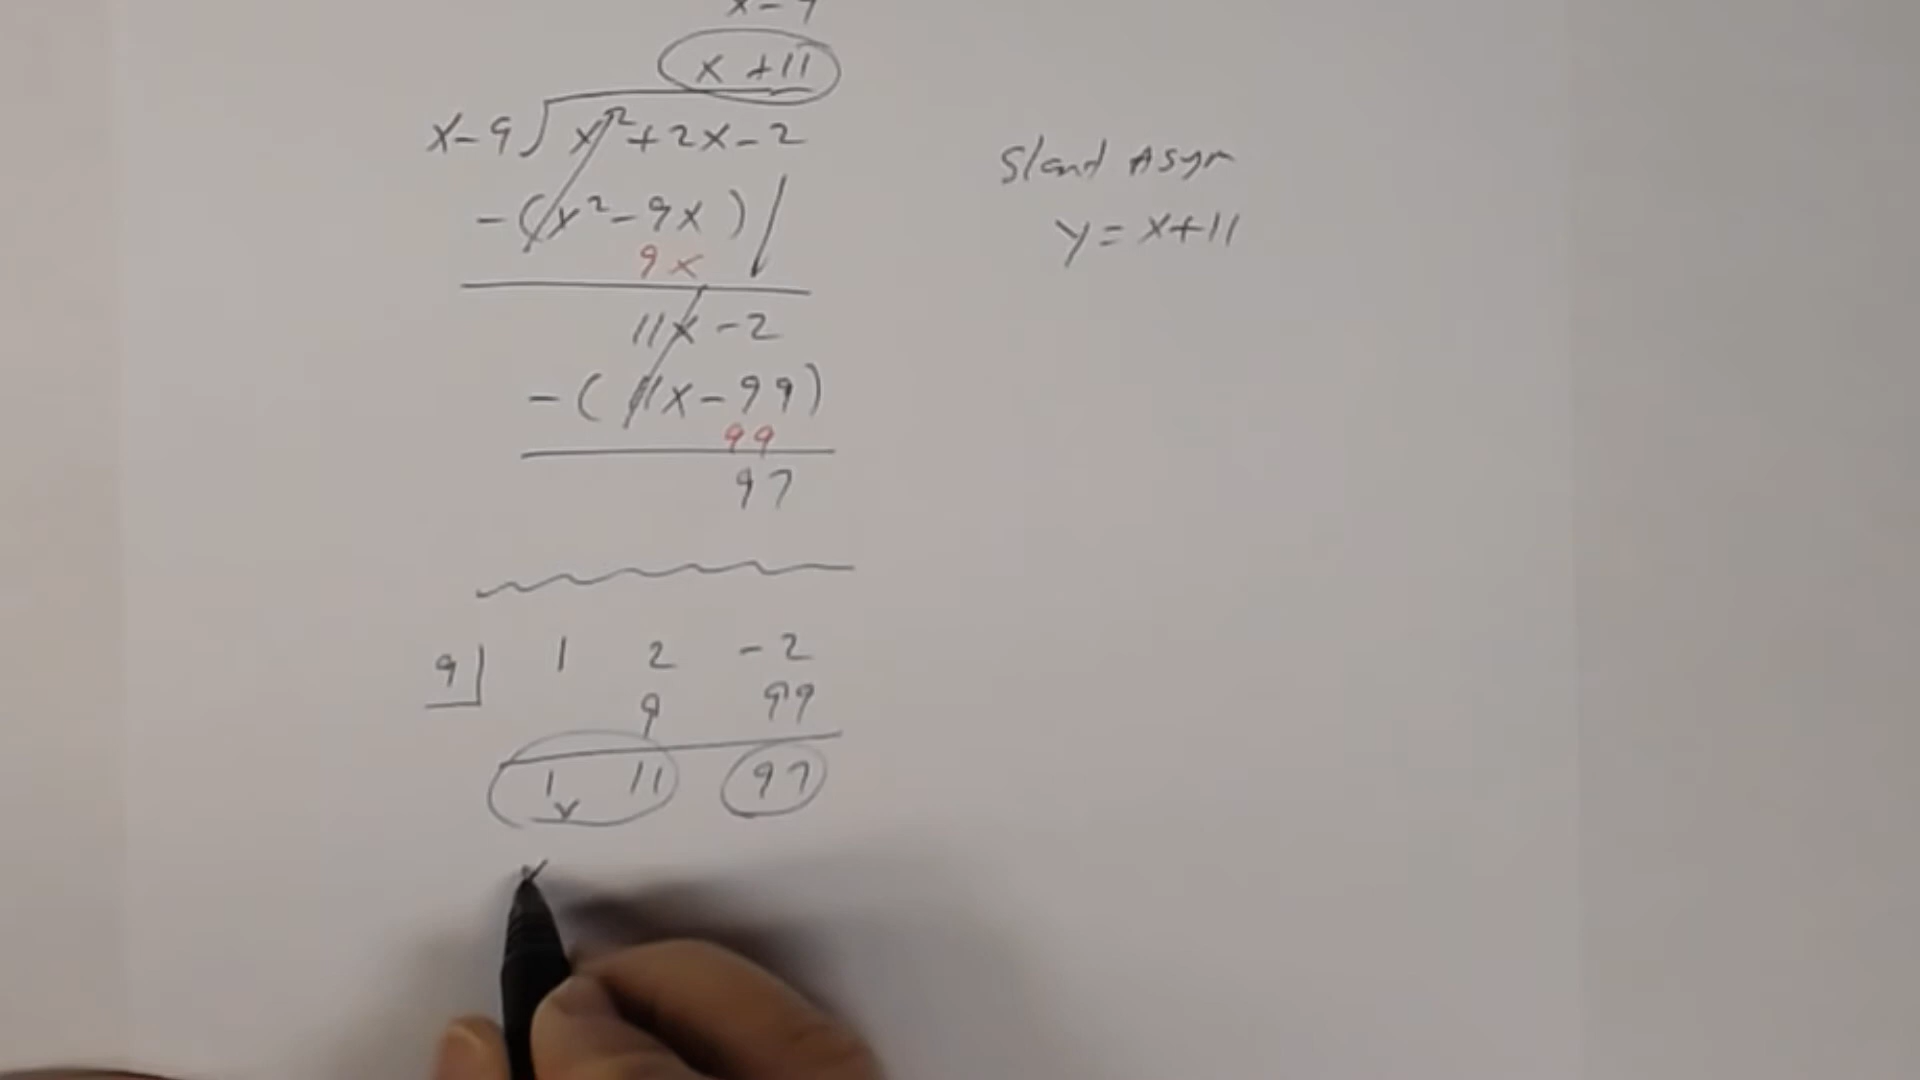 x-9
x +11
x-9 x²+2x-2
-(x²-9x)
9x
11x-2
-(11x-99)
99
97
Slant Asym
y=x+11
9 1 2 -2
9 99
1 11 97
x
x